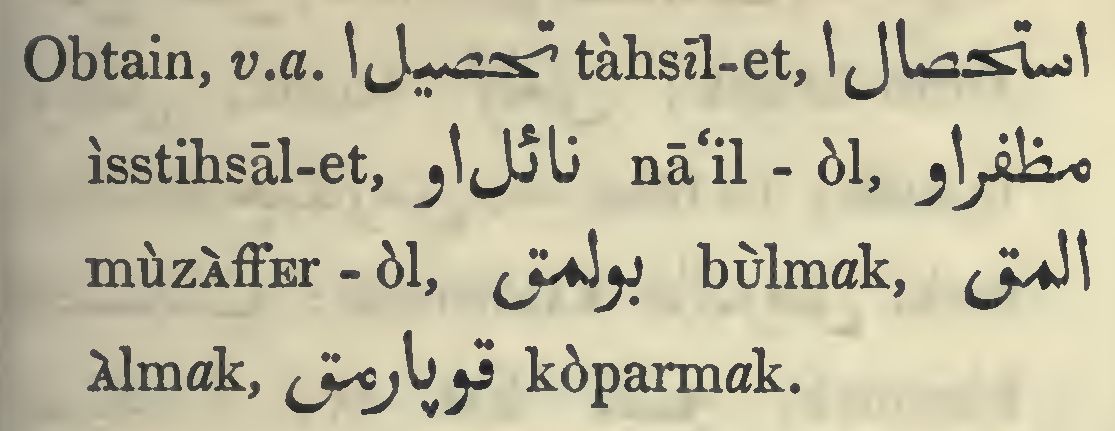 Obtain, v.a. تحصیل ا tàhsīl-et, استحصال ا
ìsstihsāl-et, نائل او nā‘il - òl, مظفر او
mùzÀffEr - òl, بولمق bùlmak, المق
Àlmak, قوپارمق kòparmak.